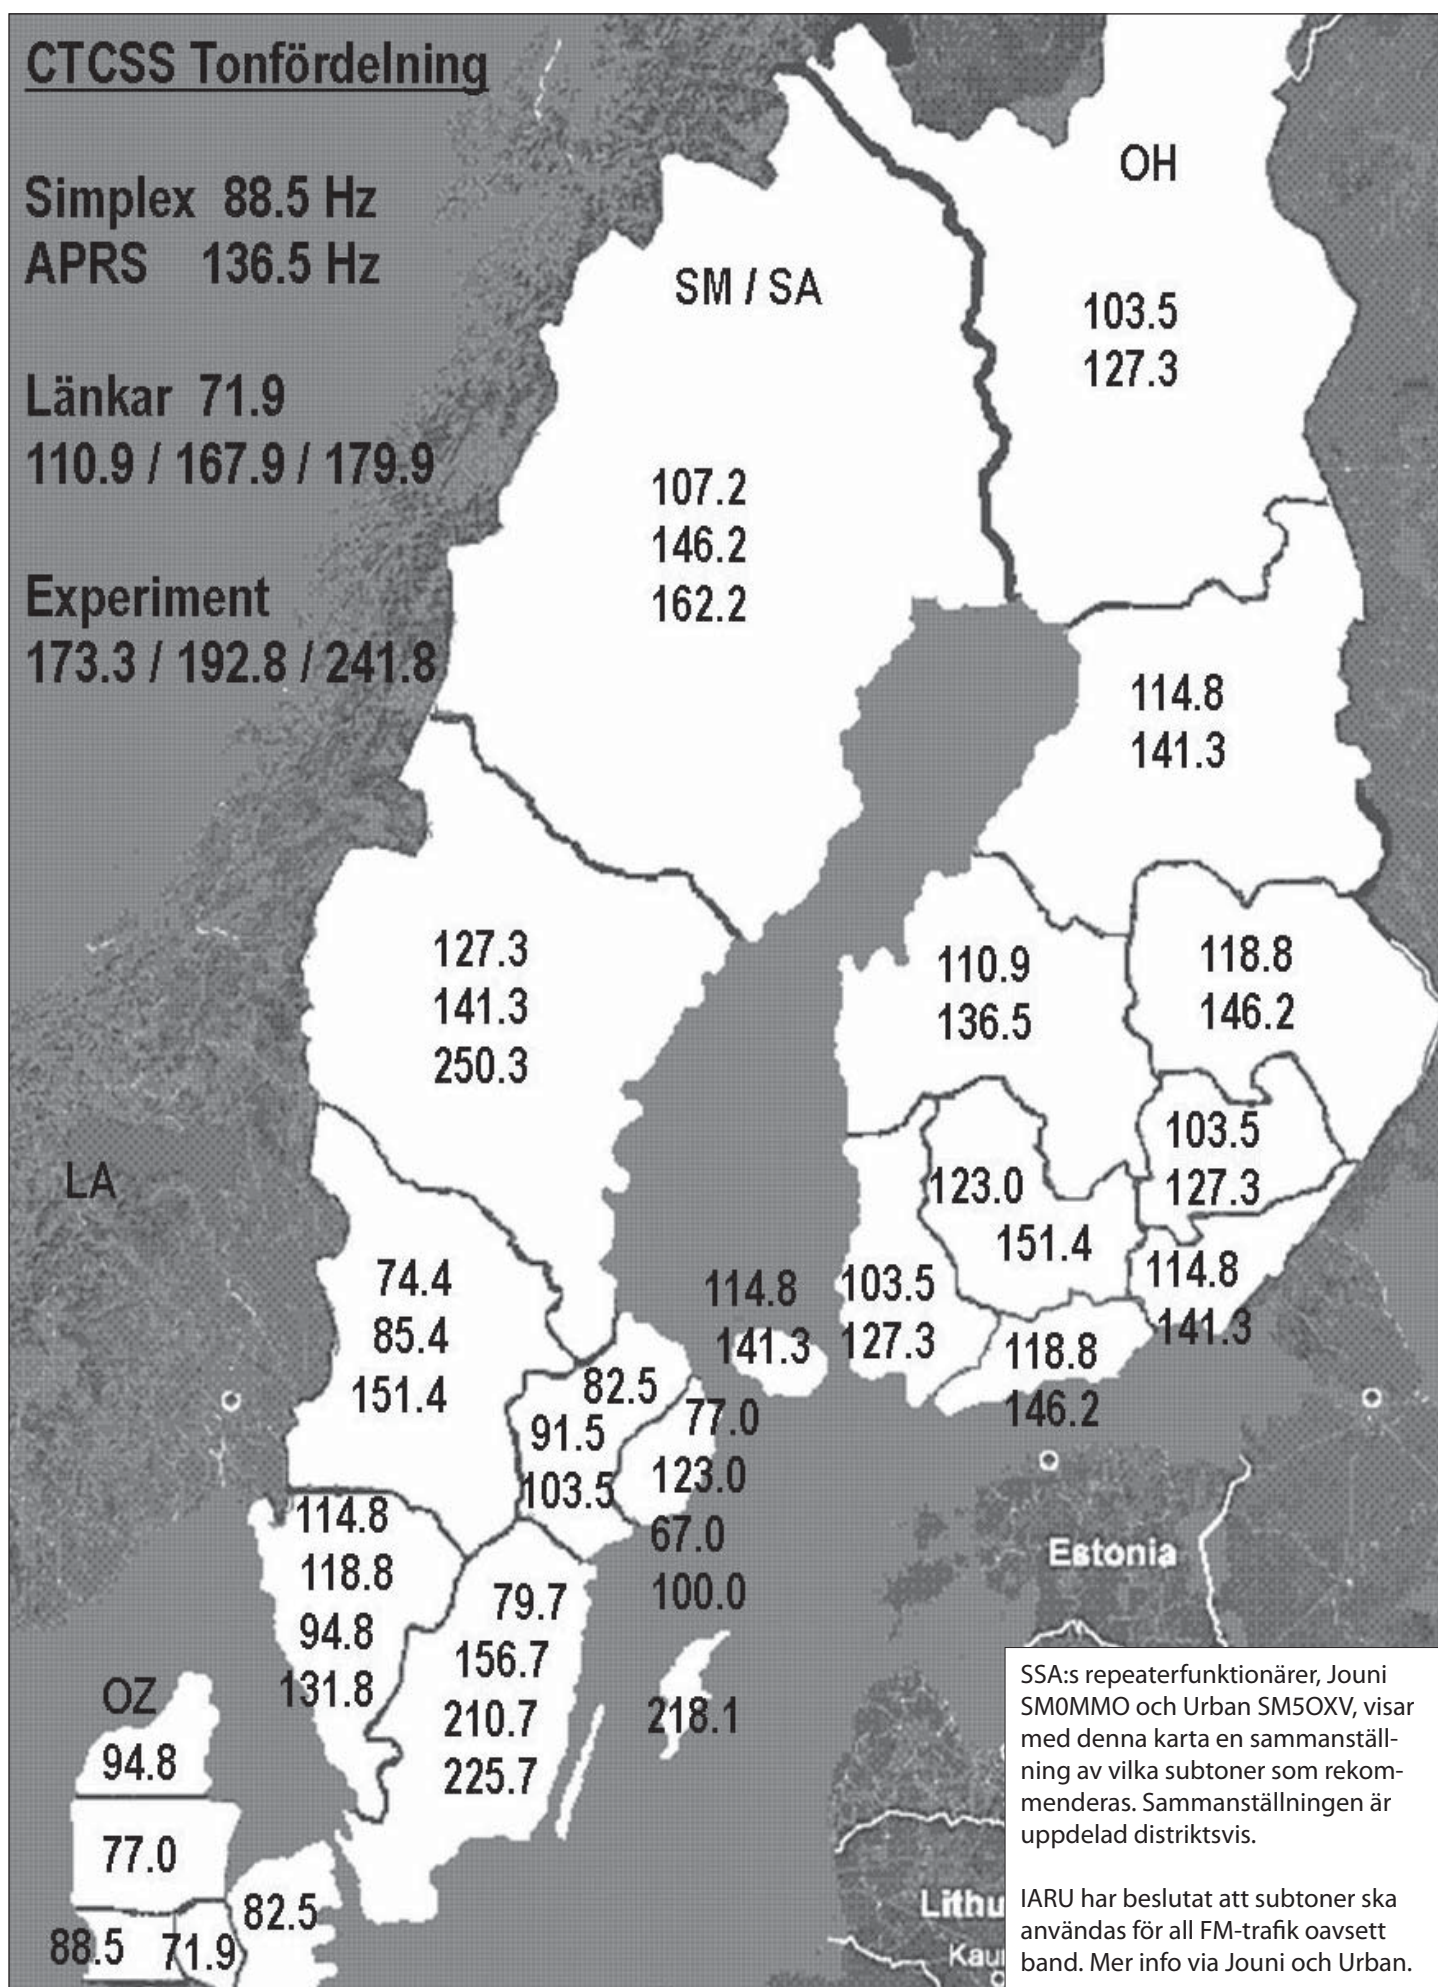 CTCSS Tonfördelning
Simplex 88.5 Hz
APRS 136.5 Hz
Länkar 71.9
110.9 / 167.9 / 179.9
Experiment
173.3 / 192.8 / 241.8
OH
103.5
127.3
SM / SA
107.2
146.2
162.2
114.8
141.3
127.3
141.3
250.3
110.9
136.5
118.8
146.2
103.5
127.3
123.0
151.4
LA
74.4
85.4
151.4
114.8
141.3
103.5
127.3
114.8
141.3
118.8
146.2
82.5
91.5
103.5
77.0
123.0
67.0
100.0
114.8
118.8
94.8
131.8
79.7
156.7
210.7
225.7
218.1
Estonia
OZ
94.8
77.0
88.5
71.9
82.5
Lithu
Kau
SSA:s repeaterfunktionärer, Jouni
SM0MMO och Urban SM5OXV, visar
med denna karta en sammanställ-
ning av vilka subtoner som rekom-
menderas. Sammanställningen är
uppdelad distriktsvis.
IARU har beslutat att subtoner ska
användas för all FM-trafik oavsett
band. Mer info via Jouni och Urban.